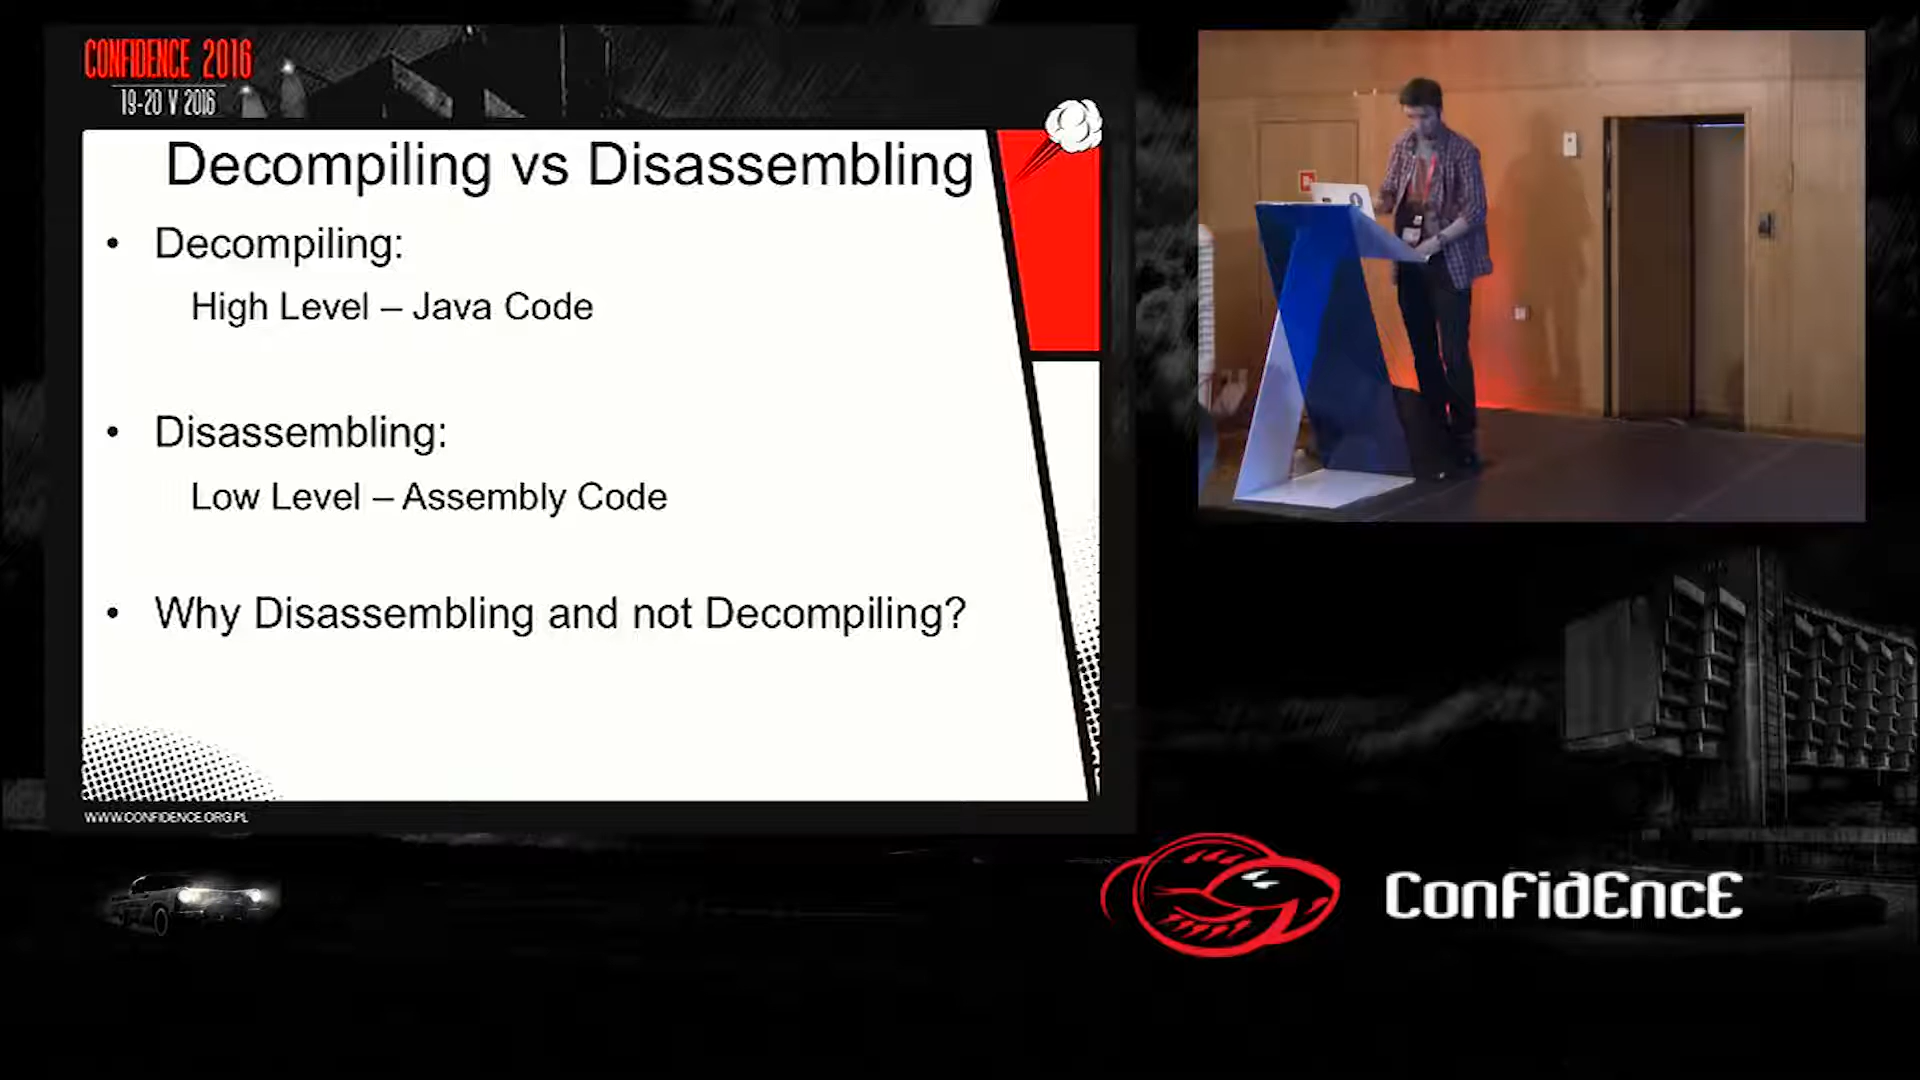 CONFIDENCE 2016
19-20 V 2016
Decompiling vs Disassembling
• Decompiling:
High Level – Java Code
• Disassembling:
Low Level – Assembly Code
• Why Disassembling and not Decompiling?
WWW.CONFIDENCE.ORG.PL
ConFidEncE